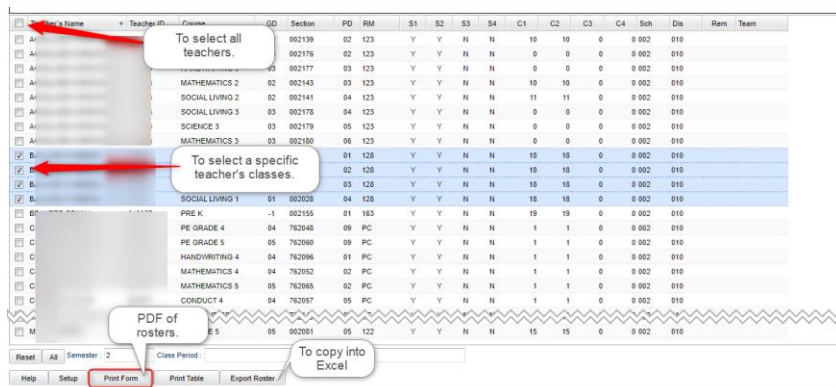 Teacher's Name Teacher ID Course GD Section PD RM S1 S2 S3 S4 C1 C2 C3 C4 Sch Dis Rem Team
To select all
teachers.
002139 02 123 Y Y N N 10 10 0 0 002 010
002176 02 123 Y Y N N 0 0 0 0 002 010
03 002177 03 123 Y Y N N 0 0 0 0 002 010
MATHEMATICS 2 02 002143 03 123 Y Y N N 10 10 0 0 002 010
SOCIAL LIVING 2 02 002141 04 123 Y Y N N 11 11 0 0 002 010
SOCIAL LIVING 3 03 002178 04 123 Y Y N N 0 0 0 0 002 010
SCIENCE 3 03 002179 05 123 Y Y N N 0 0 0 0 002 010
MATHEMATICS 3 03 002180 06 123 Y Y N N 0 0 0 0 002 010
To select a specific
teacher's classes.
01 128 Y Y N N 18 18 0 0 002 010
02 128 Y Y N N 18 18 0 0 002 010
03 128 Y Y N N 18 18 0 0 002 010
SOCIAL LIVING 1 01 002028 04 128 Y Y N N 18 18 0 0 002 010
PRE K -1 002155 01 163 Y Y N N 19 19 0 0 002 010
C PE GRADE 4 04 762048 09 PC Y Y N N 1 1 0 0 002 010
C PE GRADE 5 05 762060 09 PC Y Y N N 1 1 0 0 002 010
C HANDWRITING 4 04 762096 01 PC Y Y N N 1 1 0 0 002 010
C MATHEMATICS 4 04 762052 02 PC Y Y N N 1 1 0 0 002 010
C MATHEMATICS 5 05 762065 02 PC Y Y N N 1 1 0 0 002 010
C CONDUCT 4 04 762057 05 PC Y Y N N 1 1 0 0 002 010
M E 5 05 002081 05 122 Y Y N N 15 15 0 0 002 010
PDF of
rosters.
To copy into
Excel
Reset All Semester: 2 Class Period:
Help Setup Print Form Print Table Export Roster